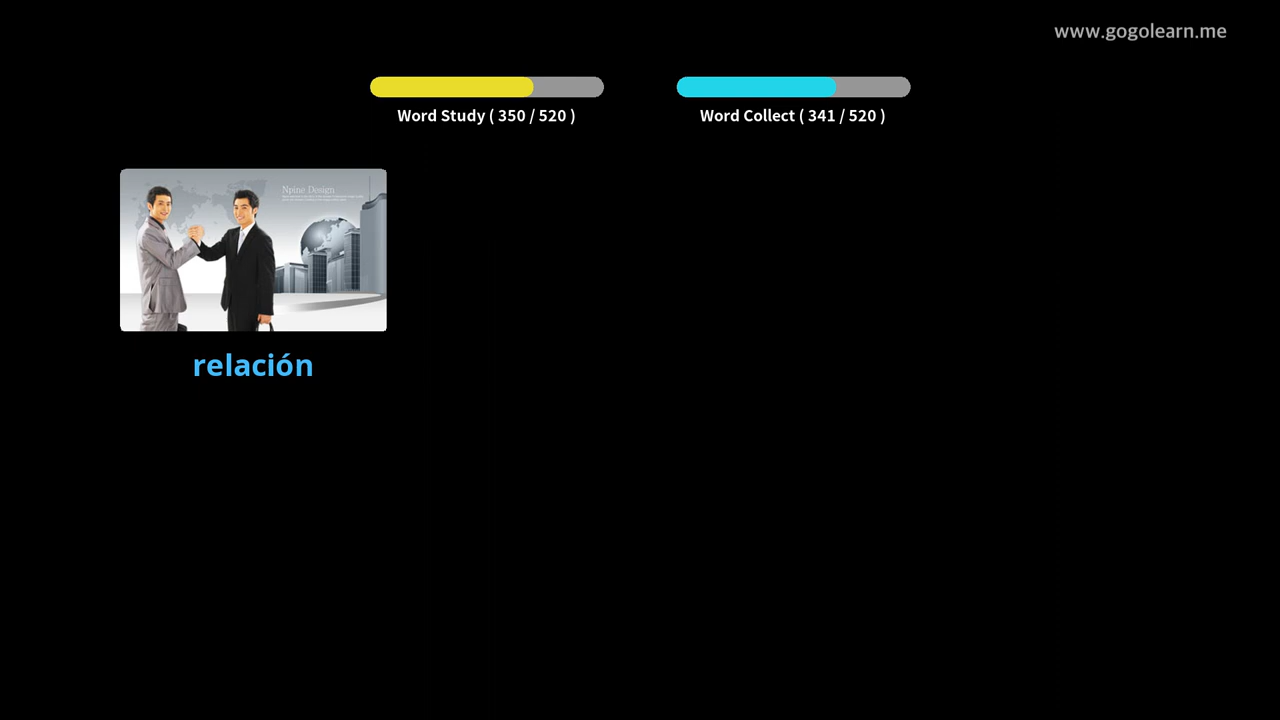 www.gogolearn.me
Word Study ( 350 / 520 )
Word Collect ( 341 / 520 )
Npine Design
relación